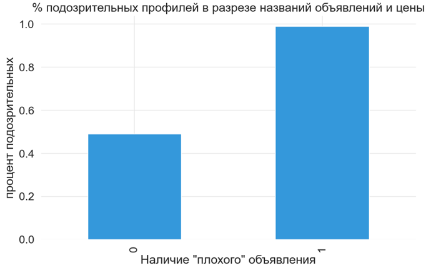 % подозрительных профилей в разрезе названий объявлений и цены
процент подозрительных
1.0
0.8
0.6
0.4
0.2
0.0
0
1
Наличие "плохого" объявления